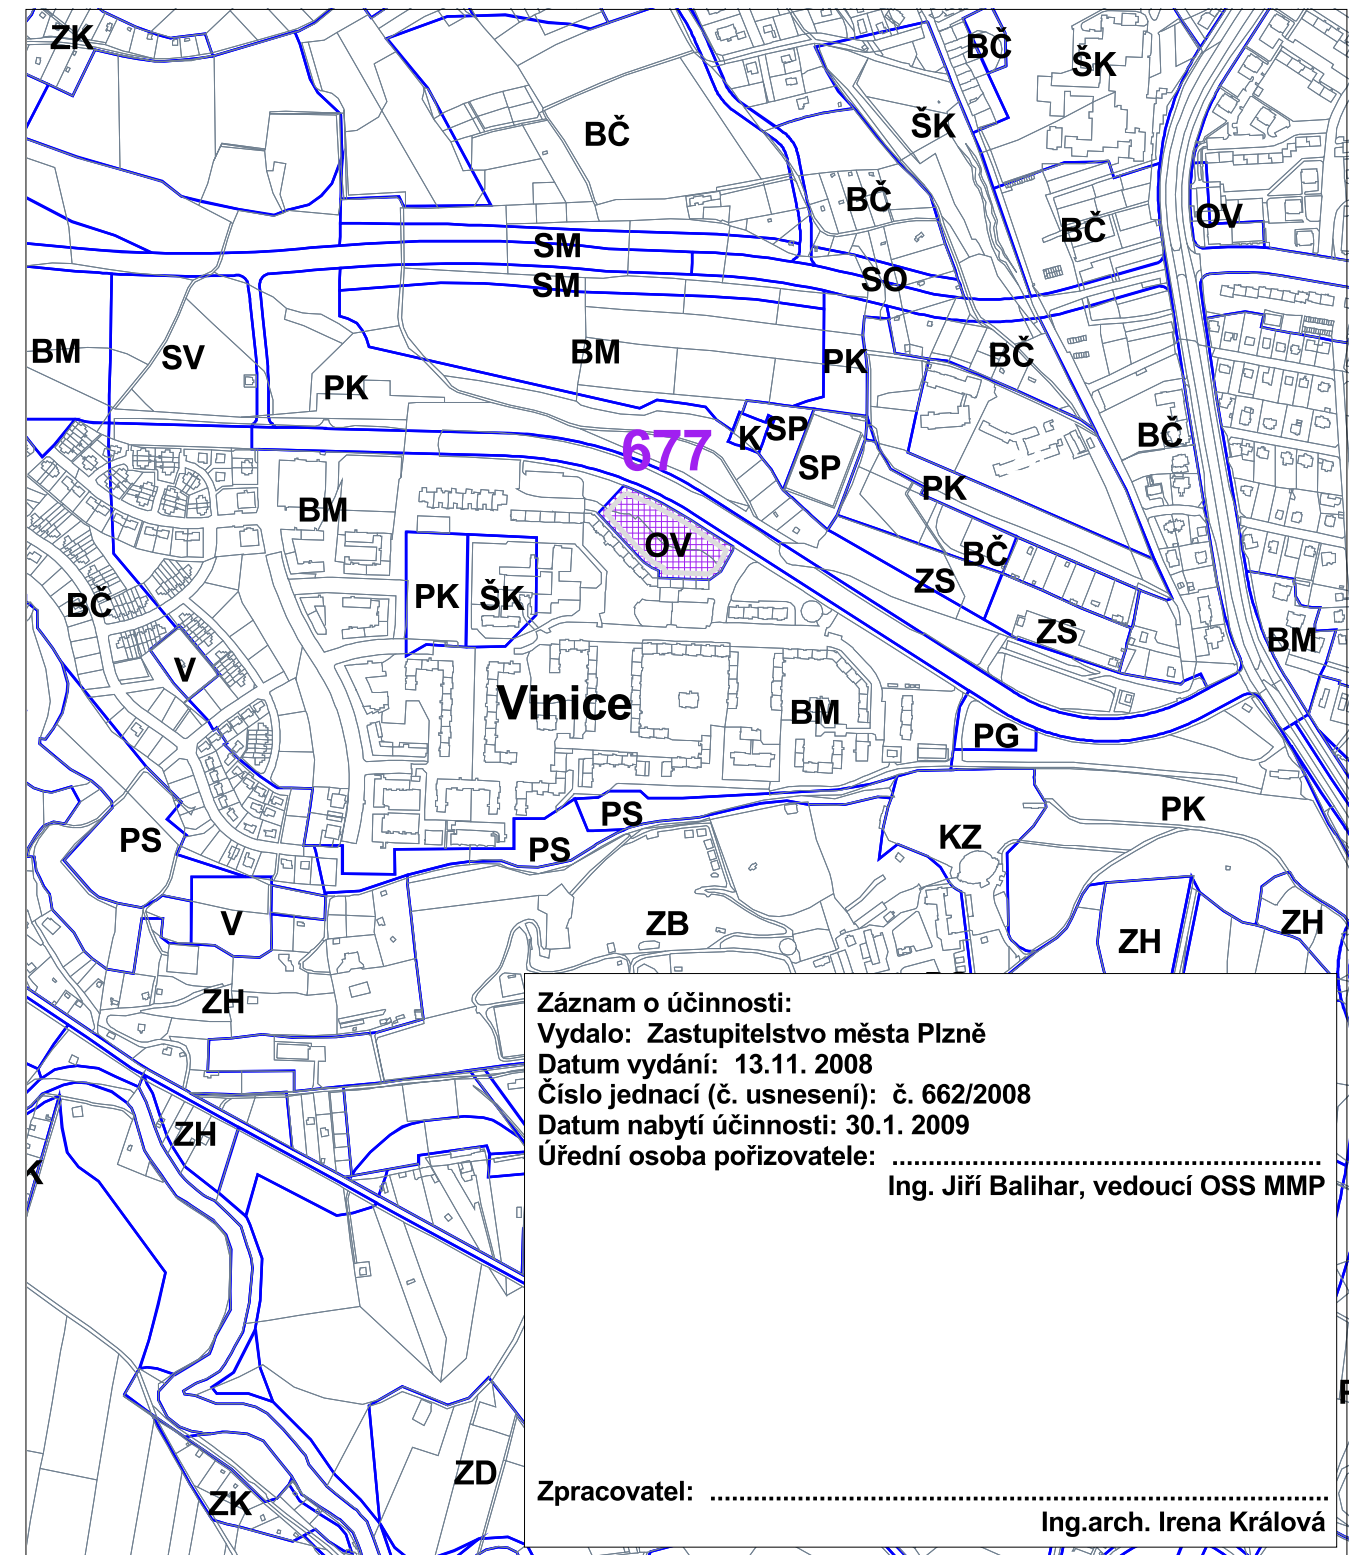 ZK
BČ
ŠK
BČ
ŠK
BČ
OV
BČ
SM
SO
SM
BM
SV
BM
PK
BČ
PK
SP
K
BČ
677
SP
PK
BM
OV
BČ
ZS
PK
ŠK
BČ
ZS
BM
V
Vinice
BM
PG
PS
PK
PS
KZ
PS
V
ZB
ZH
ZH
ZH
Záznam o účinnosti:
Vydalo: Zastupitelstvo města Plzně
Datum vydání: 13.11. 2008
Číslo jednací (č. usnesení): č. 662/2008
Datum nabytí účinnosti: 30.1. 2009
Úřední osoba pořizovatele: ..........................................................
Ing. Jiří Balihar, vedoucí OSS MMP
ZH
ZD
ZK
Zpracovatel: ....................................................................................
Ing.arch. Irena Králová